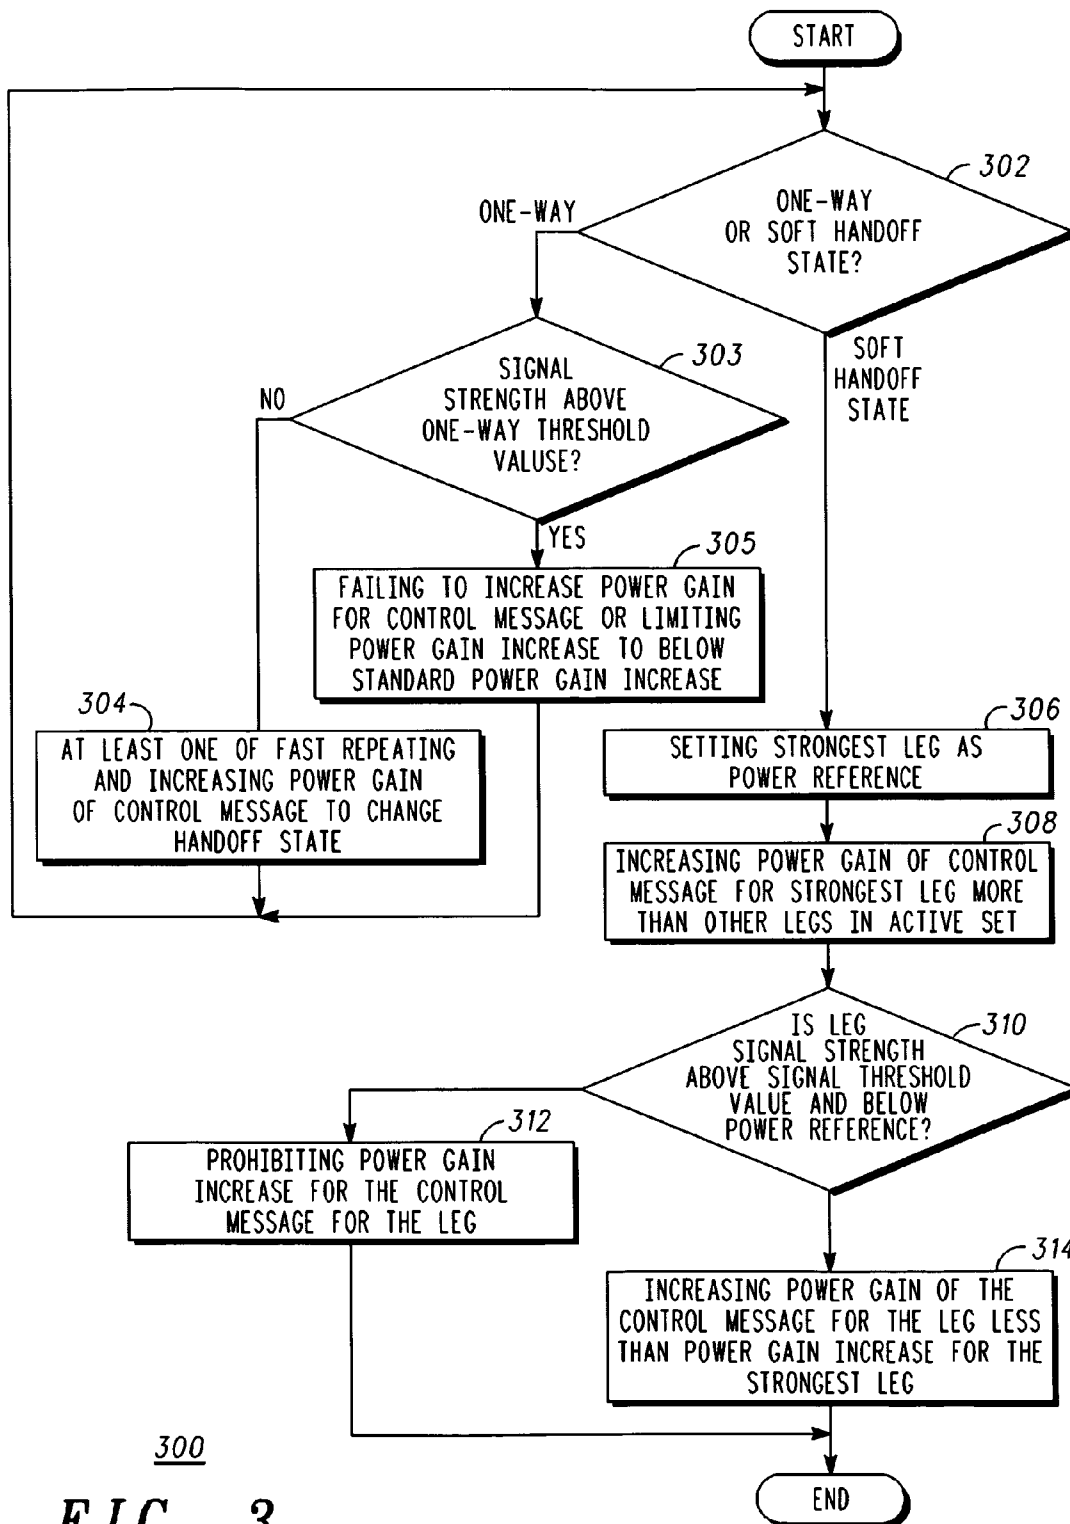 START
302
ONE-WAY
OR SOFT HANDOFF
STATE?
ONE-WAY
SOFT
HANDOFF
STATE
303
SIGNAL
STRENGTH ABOVE
ONE-WAY THRESHOLD
VALUSE?
NO
YES
305
FAILING TO INCREASE POWER GAIN
FOR CONTROL MESSAGE OR LIMITING
POWER GAIN INCREASE TO BELOW
STANDARD POWER GAIN INCREASE
304
AT LEAST ONE OF FAST REPEATING
AND INCREASING POWER GAIN
OF CONTROL MESSAGE TO CHANGE
HANDOFF STATE
306
SETTING STRONGEST LEG AS
POWER REFERENCE
308
INCREASING POWER GAIN OF CONTROL
MESSAGE FOR STRONGEST LEG MORE
THAN OTHER LEGS IN ACTIVE SET
310
IS LEG
SIGNAL STRENGTH
ABOVE SIGNAL THRESHOLD
VALUE AND BELOW
POWER REFERENCE?
312
PROHIBITING POWER GAIN
INCREASE FOR THE CONTROL
MESSAGE FOR THE LEG
314
INCREASING POWER GAIN OF THE
CONTROL MESSAGE FOR THE LEG LESS
THAN POWER GAIN INCREASE FOR THE
STRONGEST LEG
END
300
FIG. 3